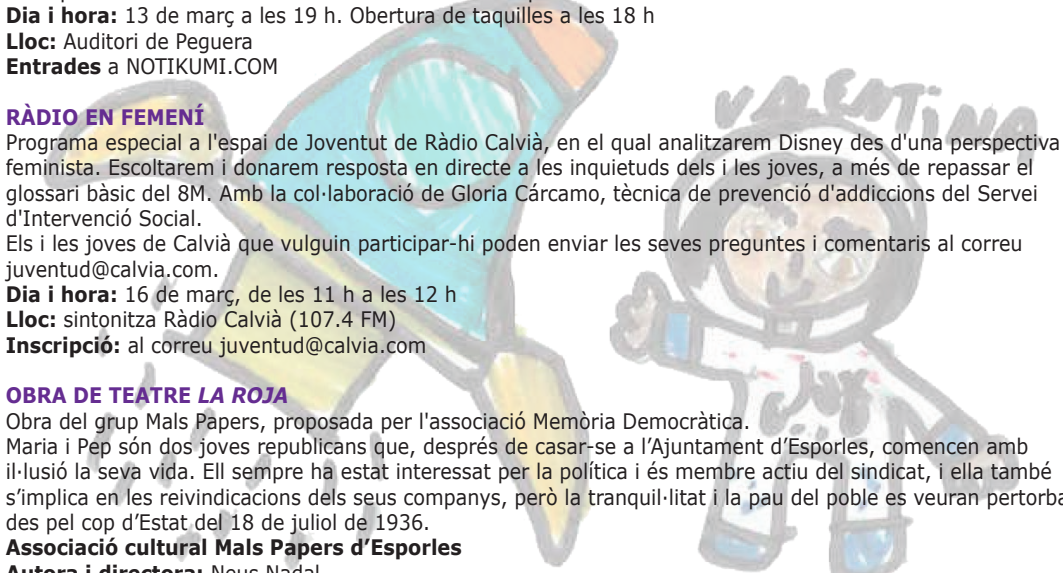 Dia i hora: 13 de març a les 19 h. Obertura de taquilles a les 18 h
Lloc: Auditori de Peguera
Entrades a NOTIKUMI.COM
VALENTINA
RÀDIO EN FEMENÍ
Programa especial a l'espai de Joventut de Ràdio Calvià, en el qual analitzarem Disney des d'una perspectiva
feminista. Escoltarem i donarem resposta en directe a les inquietuds dels i les joves, a més de repassar el
glossari bàsic del 8M. Amb la col·laboració de Gloria Cárcamo, tècnica de prevenció d'addiccions del Servei
d'Intervenció Social.
Els i les joves de Calvià que vulguin participar-hi poden enviar les seves preguntes i comentaris al correu
juventud@calvia.com.
Dia i hora: 16 de març, de les 11 h a les 12 h
Lloc: sintonitza Ràdio Calvià (107.4 FM)
Inscripció: al correu juventud@calvia.com
OBRA DE TEATRE LA ROJA
Obra del grup Mals Papers, proposada per l'associació Memòria Democràtica.
Maria i Pep són dos joves republicans que, després de casar-se a l’Ajuntament d’Esporles, comencen amb
il·lusió la seva vida. Ell sempre ha estat interessat per la política i és membre actiu del sindicat, i ella també
s’implica en les reivindicacions dels seus companys, però la tranquil·litat i la pau del poble es veuran pertorba
des pel cop d’Estat del 18 de juliol de 1936.
Associació cultural Mals Papers d’Esporles
Autora i directora: Neus Nadal